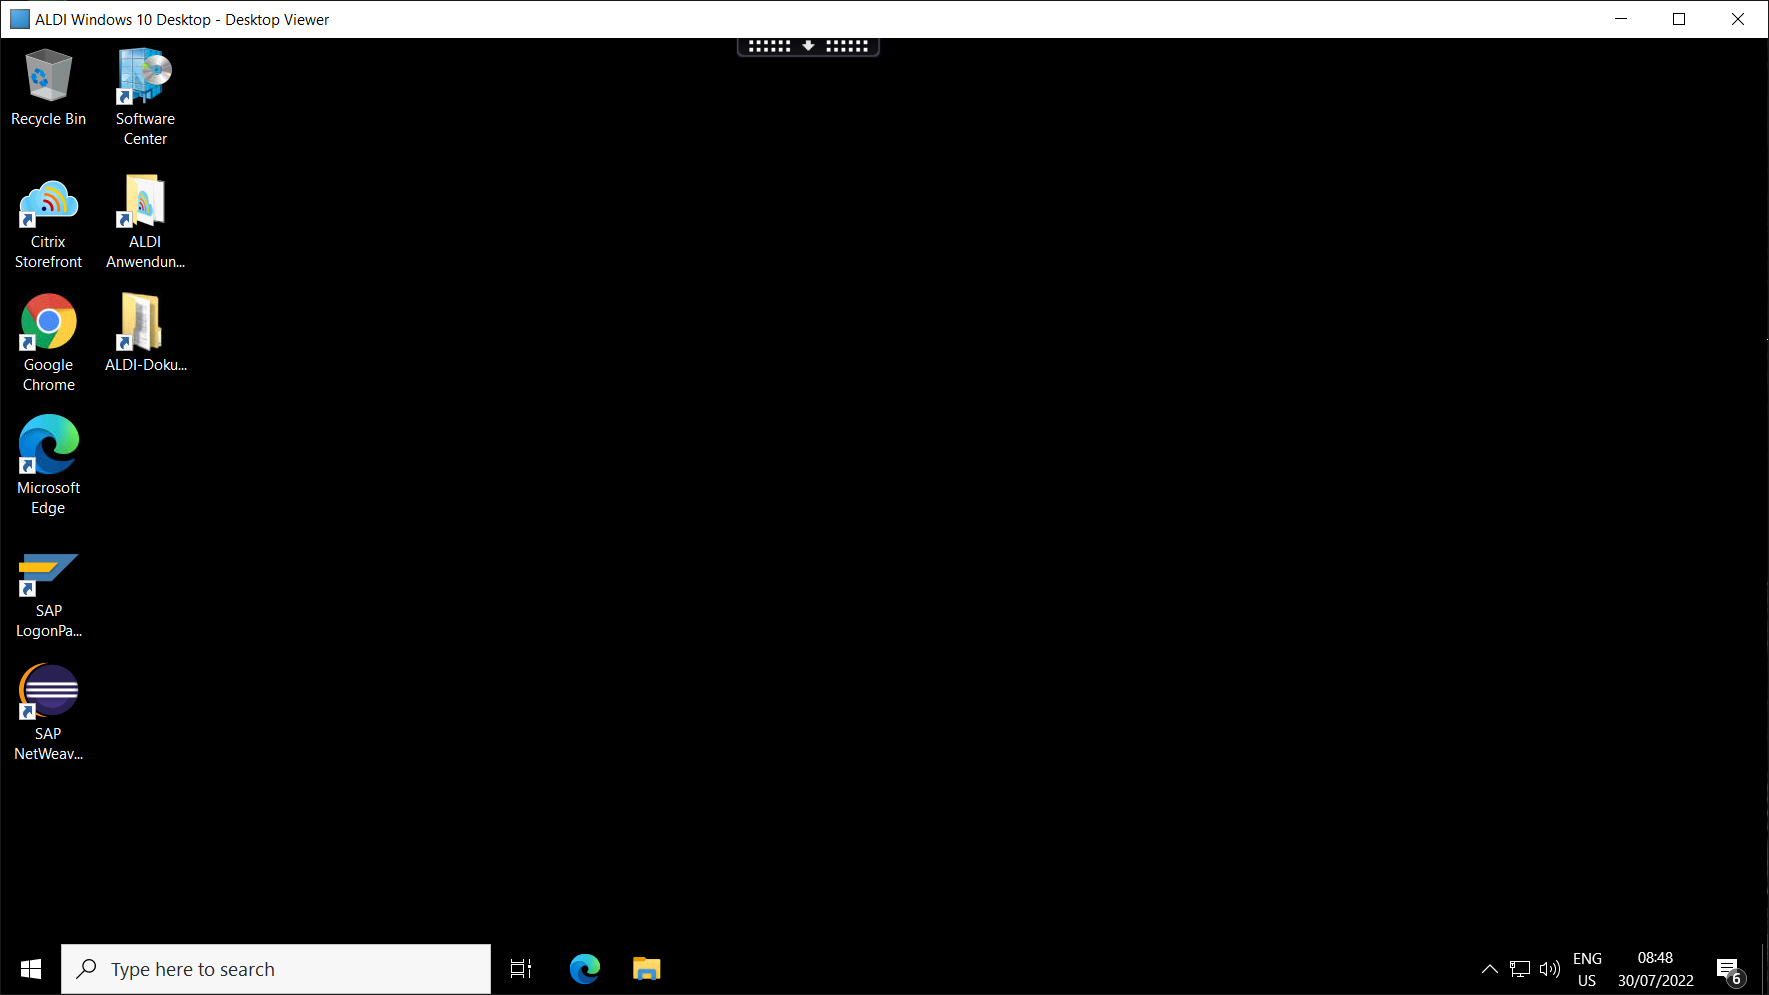 ALDI Windows 10 Desktop - Desktop Viewer
Recycle Bin
Software
Center
Citrix
Storefront
ALDI
Anwendun...
Google
Chrome
ALDI-Doku...
Microsoft
Edge
SAP
LogonPa...
SAP
NetWeav...
Type here to search
ENG
US
08:48
30/07/2022
6